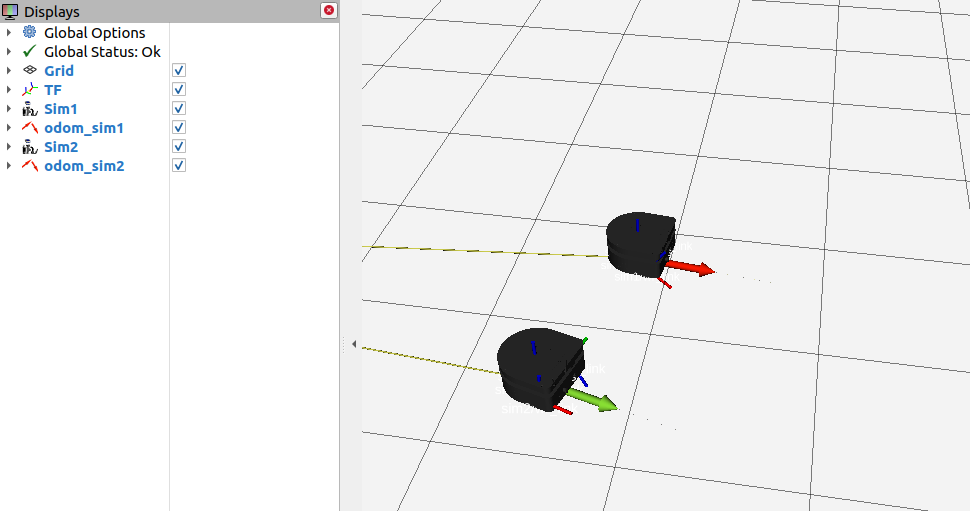 Displays
Global Options
Global Status: Ok
Grid
TF
Sim1
odom_sim1
Sim2
odom_sim2